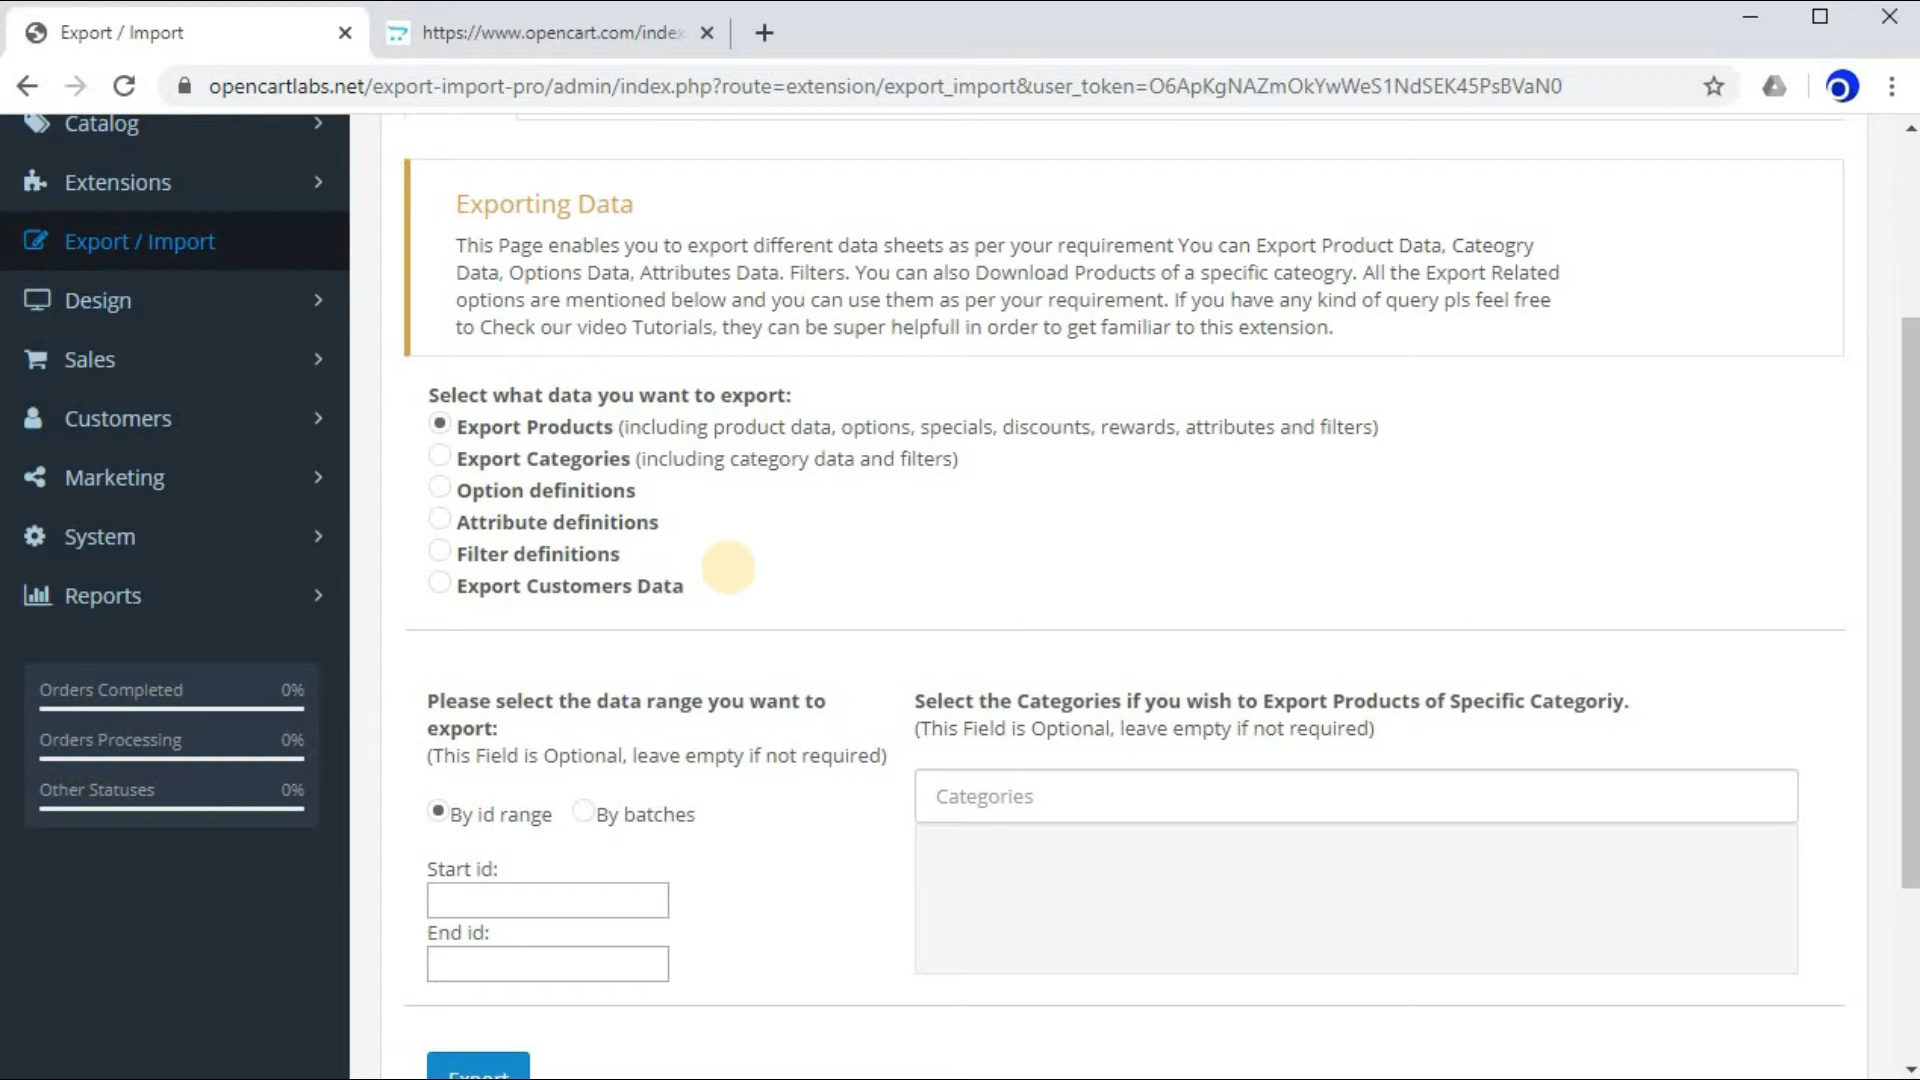 Export / Import
https://www.opencart.com/index
opencartlabs.net/export-import-pro/admin/index.php?route=extension/export_import&user_token=O6ApKgNAZmOkYwWeS1NdSEK45PsBVaN0
Catalog
Extensions
Export / Import
Design
Sales
Customers
Marketing
System
Reports
Orders Completed 0%
Orders Processing 0%
Other Statuses 0%
Exporting Data
This Page enables you to export different data sheets as per your requirement You can Export Product Data, Cateogry
Data, Options Data, Attributes Data. Filters. You can also Download Products of a specific cateogry. All the Export Related
options are mentioned below and you can use them as per your requirement. If you have any kind of query pls feel free
to Check our video Tutorials, they can be super helpfull in order to get familiar to this extension.
Select what data you want to export:
Export Products (including product data, options, specials, discounts, rewards, attributes and filters)
Export Categories (including category data and filters)
Option definitions
Attribute definitions
Filter definitions
Export Customers Data
Please select the data range you want to
export:
(This Field is Optional, leave empty if not required)
By id range By batches
Start id:
End id:
Select the Categories if you wish to Export Products of Specific Categoriy.
(This Field is Optional, leave empty if not required)
Categories
Export